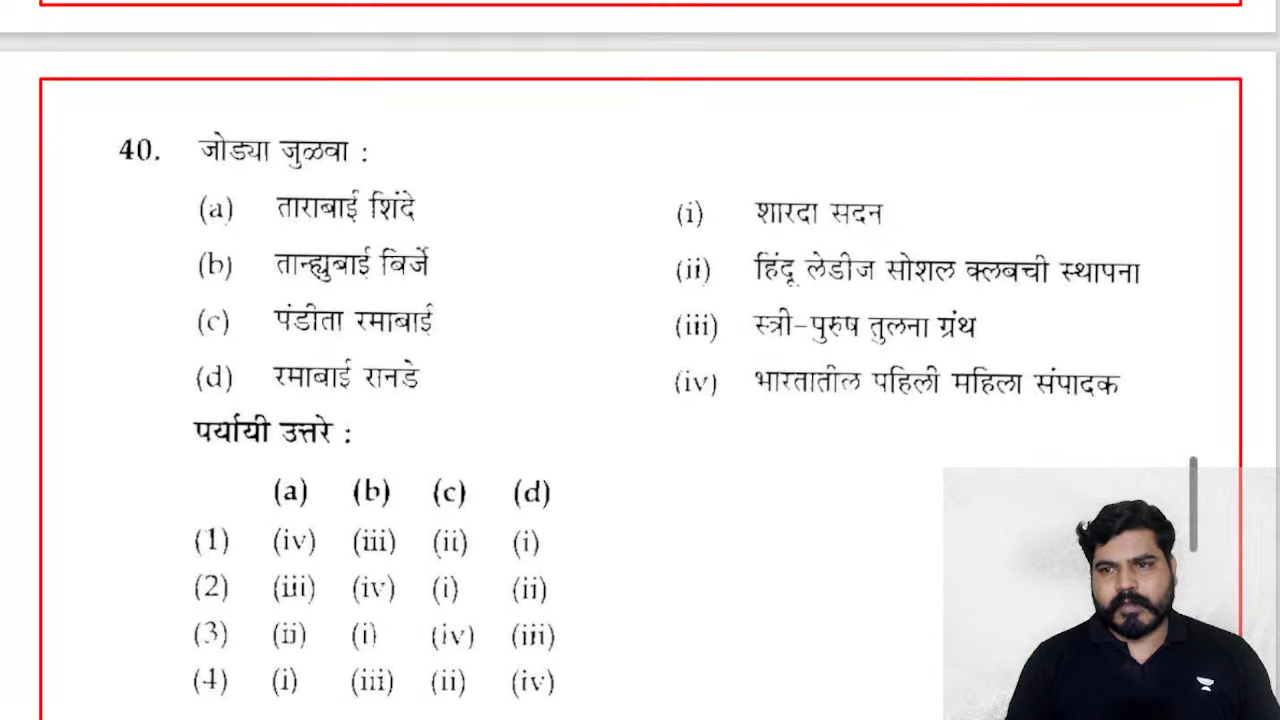 40. जोड्या जुळवा :
(a) ताराबाई शिंदे (i) शारदा सदन
(b) तान्ह्युबाई बिर्जे (ii) हिंदू लेडीज सोशल क्लबची स्थापना
(c) पंडीता रमाबाई (iii) स्त्री-पुरुष तुलना ग्रंथ
(d) रमाबाई रानडे (iv) भारतातील पहिली महिला संपादक
पर्यायी उत्तरे :
(a) (b) (c) (d)
(1) (iv) (iii) (ii) (i)
(2) (iii) (iv) (i) (ii)
(3) (ii) (i) (iv) (iii)
(4) (i) (iii) (ii) (iv)